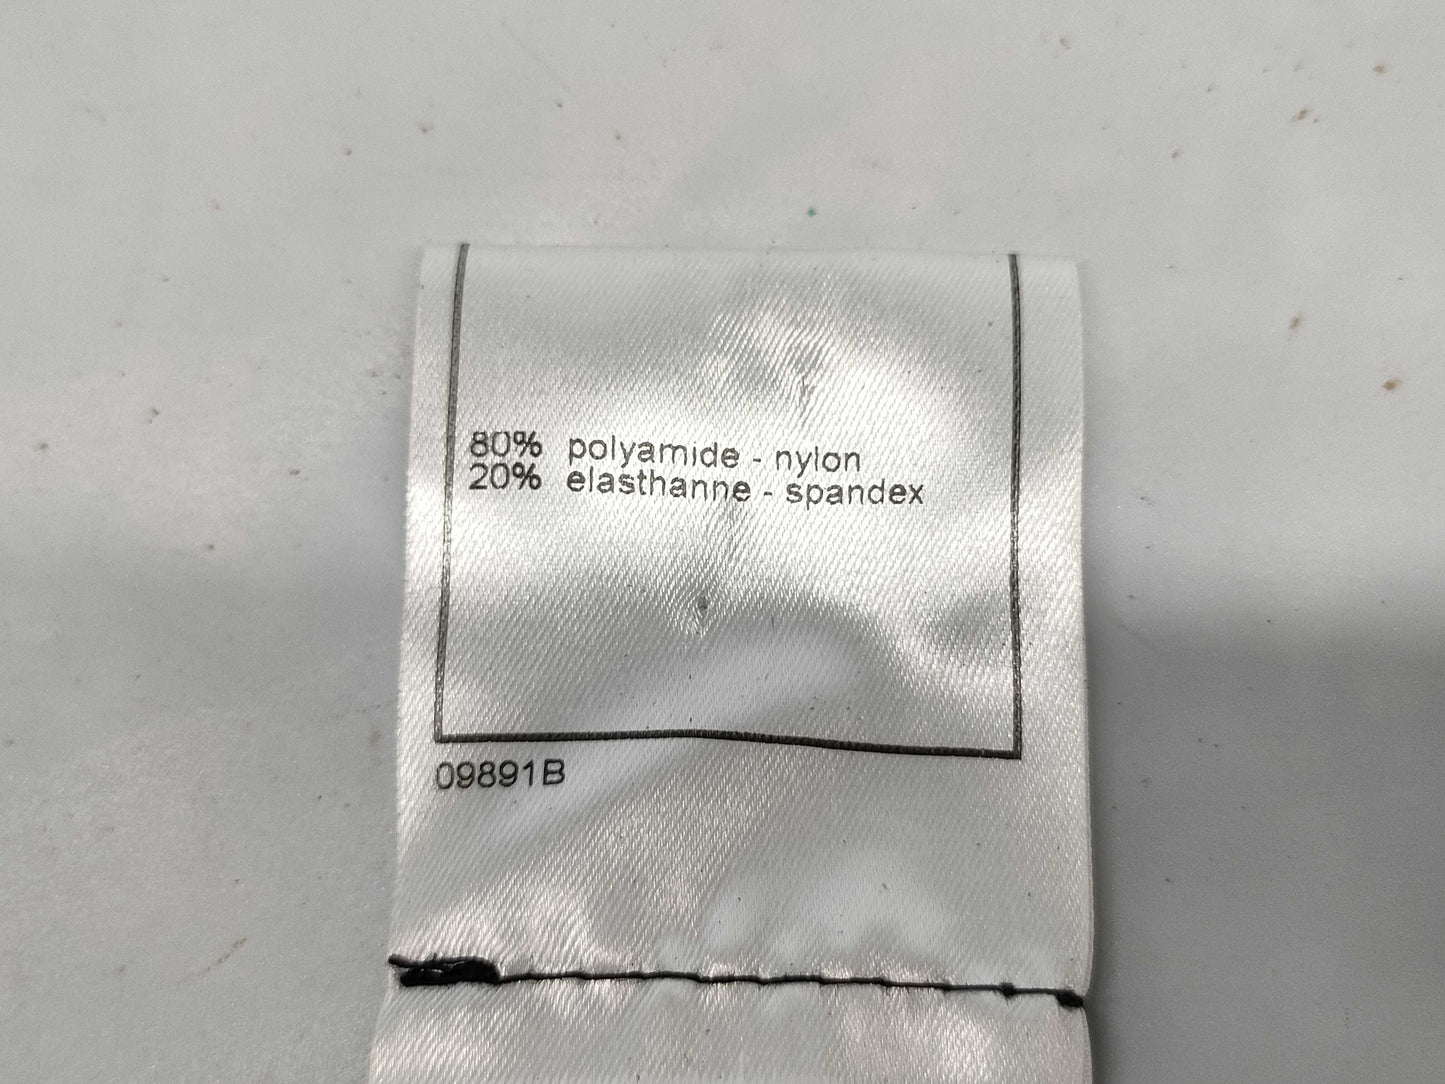 80% polyamide - nylon
20% elasthanne - spandex
09891B